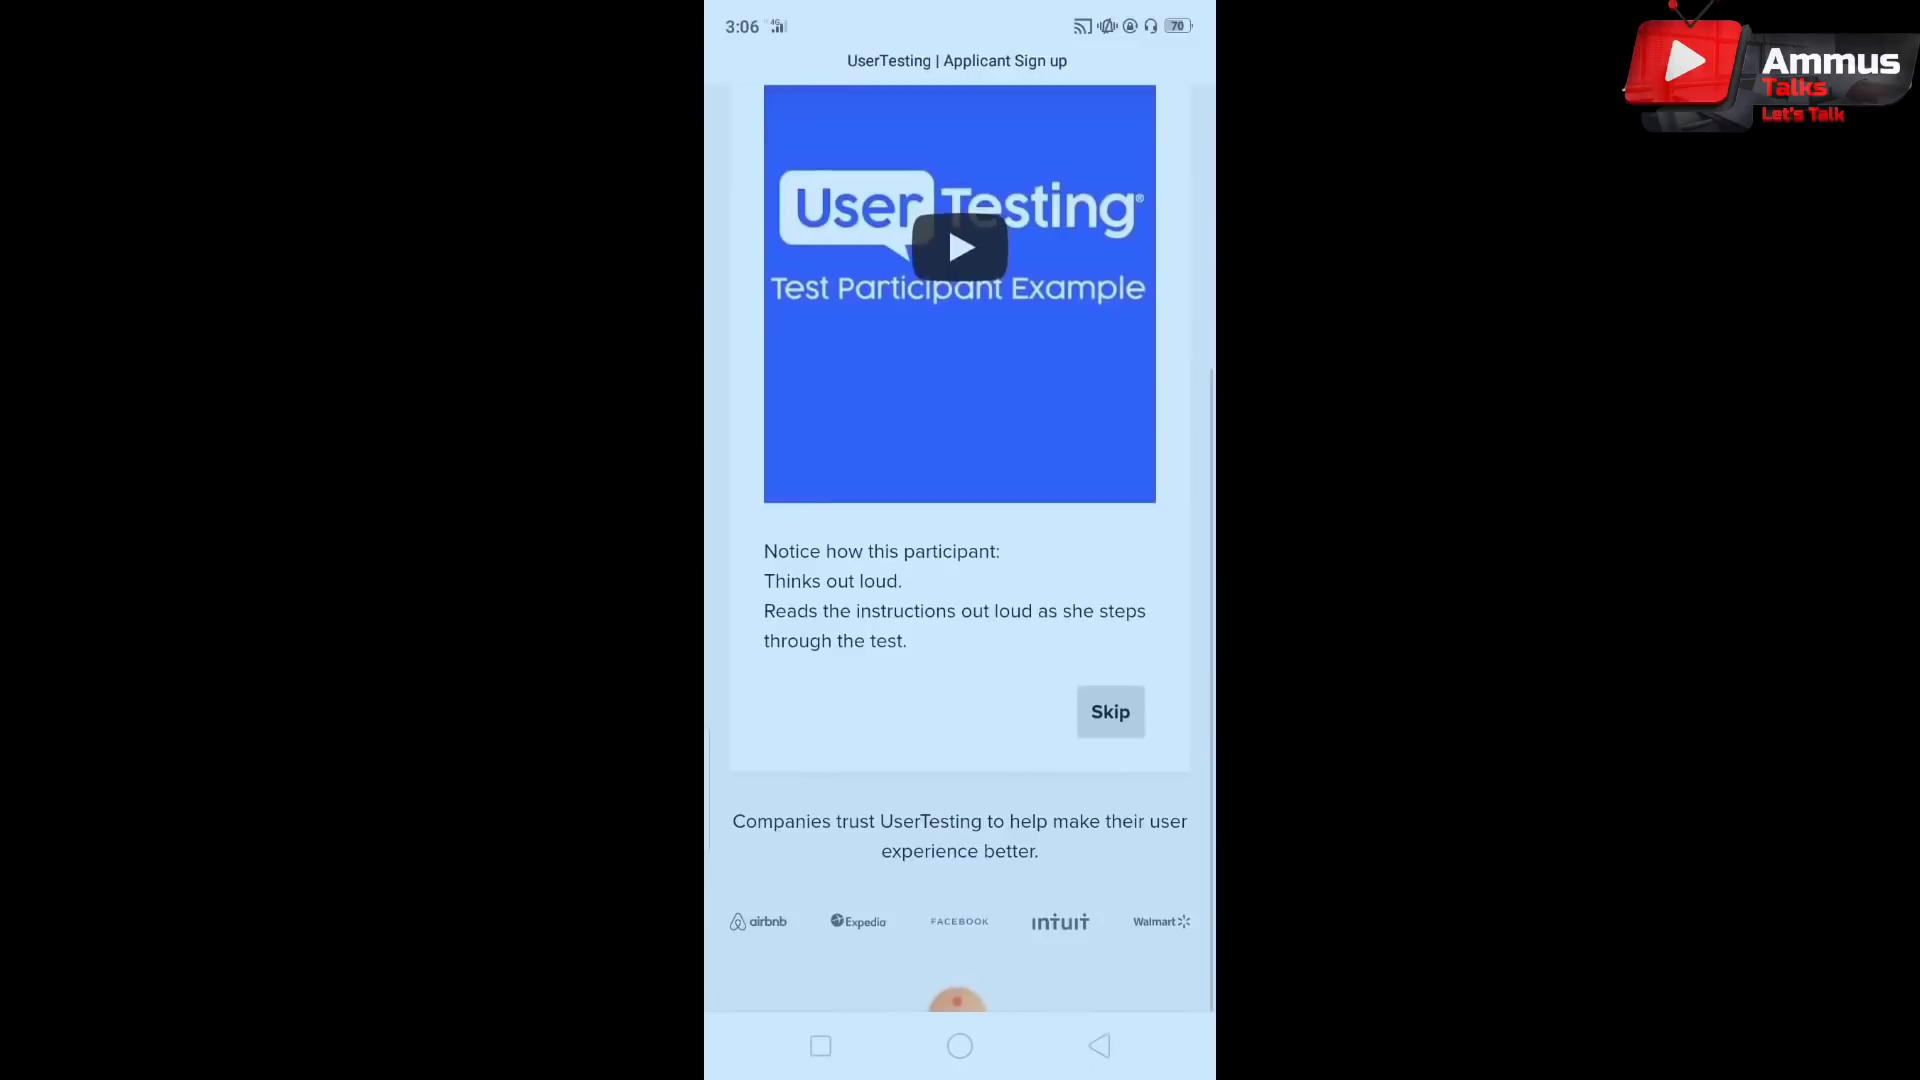 3:06 4G 70
UserTesting | Applicant Sign up
Ammus
Talks
Let's Talk
UserTesting®
Test Participant Example
Notice how this participant:
Thinks out loud.
Reads the instructions out loud as she steps
through the test.
Skip
Companies trust UserTesting to help make their user
experience better.
airbnb Expedia FACEBOOK INTUIT Walmart